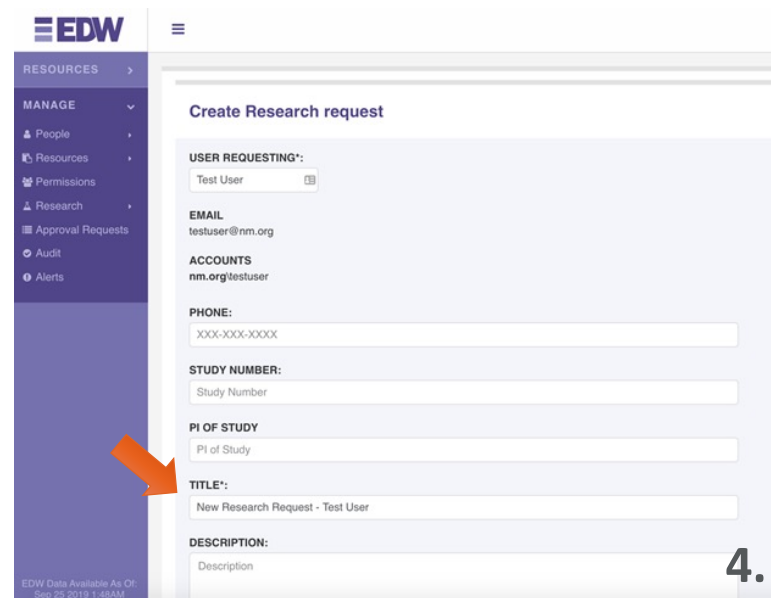 EDW
RESOURCES
MANAGE
People
Resources
Permissions
Research
Approval Requests
Audit
Alerts
EDW Data Available As Of:
Sep 25 2019 1:48AM
Create Research request
USER REQUESTING*:
Test User
EMAIL
testuser@nm.org
ACCOUNTS
nm.org\testuser
PHONE:
XXX-XXX-XXXX
STUDY NUMBER:
Study Number
PI OF STUDY
PI of Study
TITLE*:
New Research Request - Test User
DESCRIPTION:
Description
4.